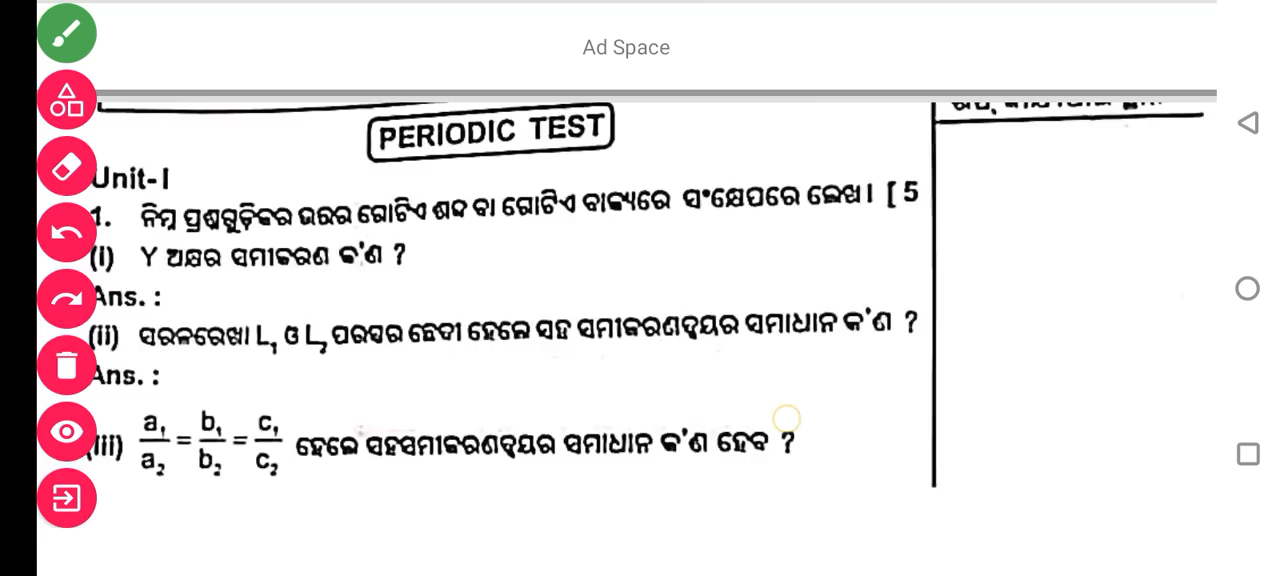 Ad Space
PERIODIC TEST
Unit-I
1. ନିମ୍ନ ପ୍ରଶ୍ନଗୁଡ଼ିକର ଉତ୍ତର ଗୋଟିଏ ଶବ୍ଦ ବା ଗୋଟିଏ ବାକ୍ୟରେ ସଂକ୍ଷେପରେ ଲେଖ। [ 5
(i) Y ଅକ୍ଷର ସମୀକରଣ କ'ଣ ?
Ans. :
(ii) ସରଳରେଖା L₁ ଓ L₂ ପରସ୍ପର ଛେଦୀ ହେଲେ ସହ ସମୀକରଣଦ୍ୱୟର ସମାଧାନ କ'ଣ ?
Ans. :
(iii) a₁/a₂ = b₁/b₂ = c₁/c₂ ହେଲେ ସହସମୀକରଣଦ୍ୱୟର ସମାଧାନ କ'ଣ ହେବ ?